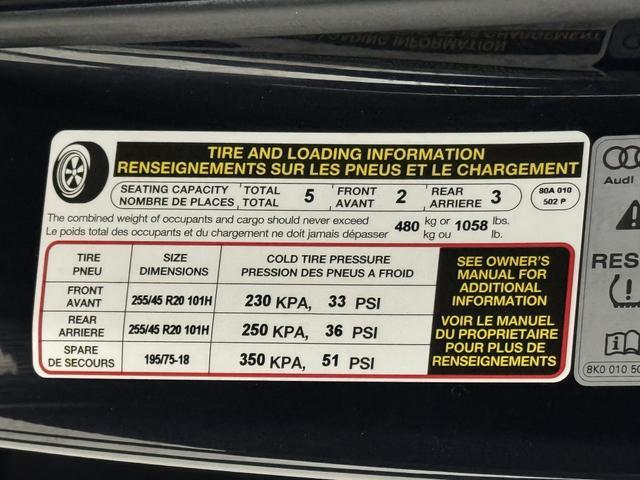 TIRE AND LOADING INFORMATION
RENSEIGNEMENTS SUR LES PNEUS ET LE CHARGEMENT
SEATING CAPACITY TOTAL 5 FRONT 2 REAR 3
NOMBRE DE PLACES TOTAL AVANT ARRIERE
80A 010
502 P
The combined weight of occupants and cargo should never exceed 480 kg or 1058 lbs.
Le poids total des occupants et du chargement ne doit jamais dépasser kg ou lb.
TIRE SIZE COLD TIRE PRESSURE
PNEU DIMENSIONS PRESSION DES PNEUS A FROID
FRONT
AVANT 255/45 R20 101H 230 KPA, 33 PSI
REAR
ARRIERE 255/45 R20 101H 250 KPA, 36 PSI
SPARE
DE SECOURS 195/75-18 350 KPA, 51 PSI
SEE OWNER'S
MANUAL FOR
ADDITIONAL
INFORMATION
VOIR LE MANUEL
DU PROPRIETAIRE
POUR PLUS DE
RENSEIGNEMENTS
Audi
RES
8K0 010 50